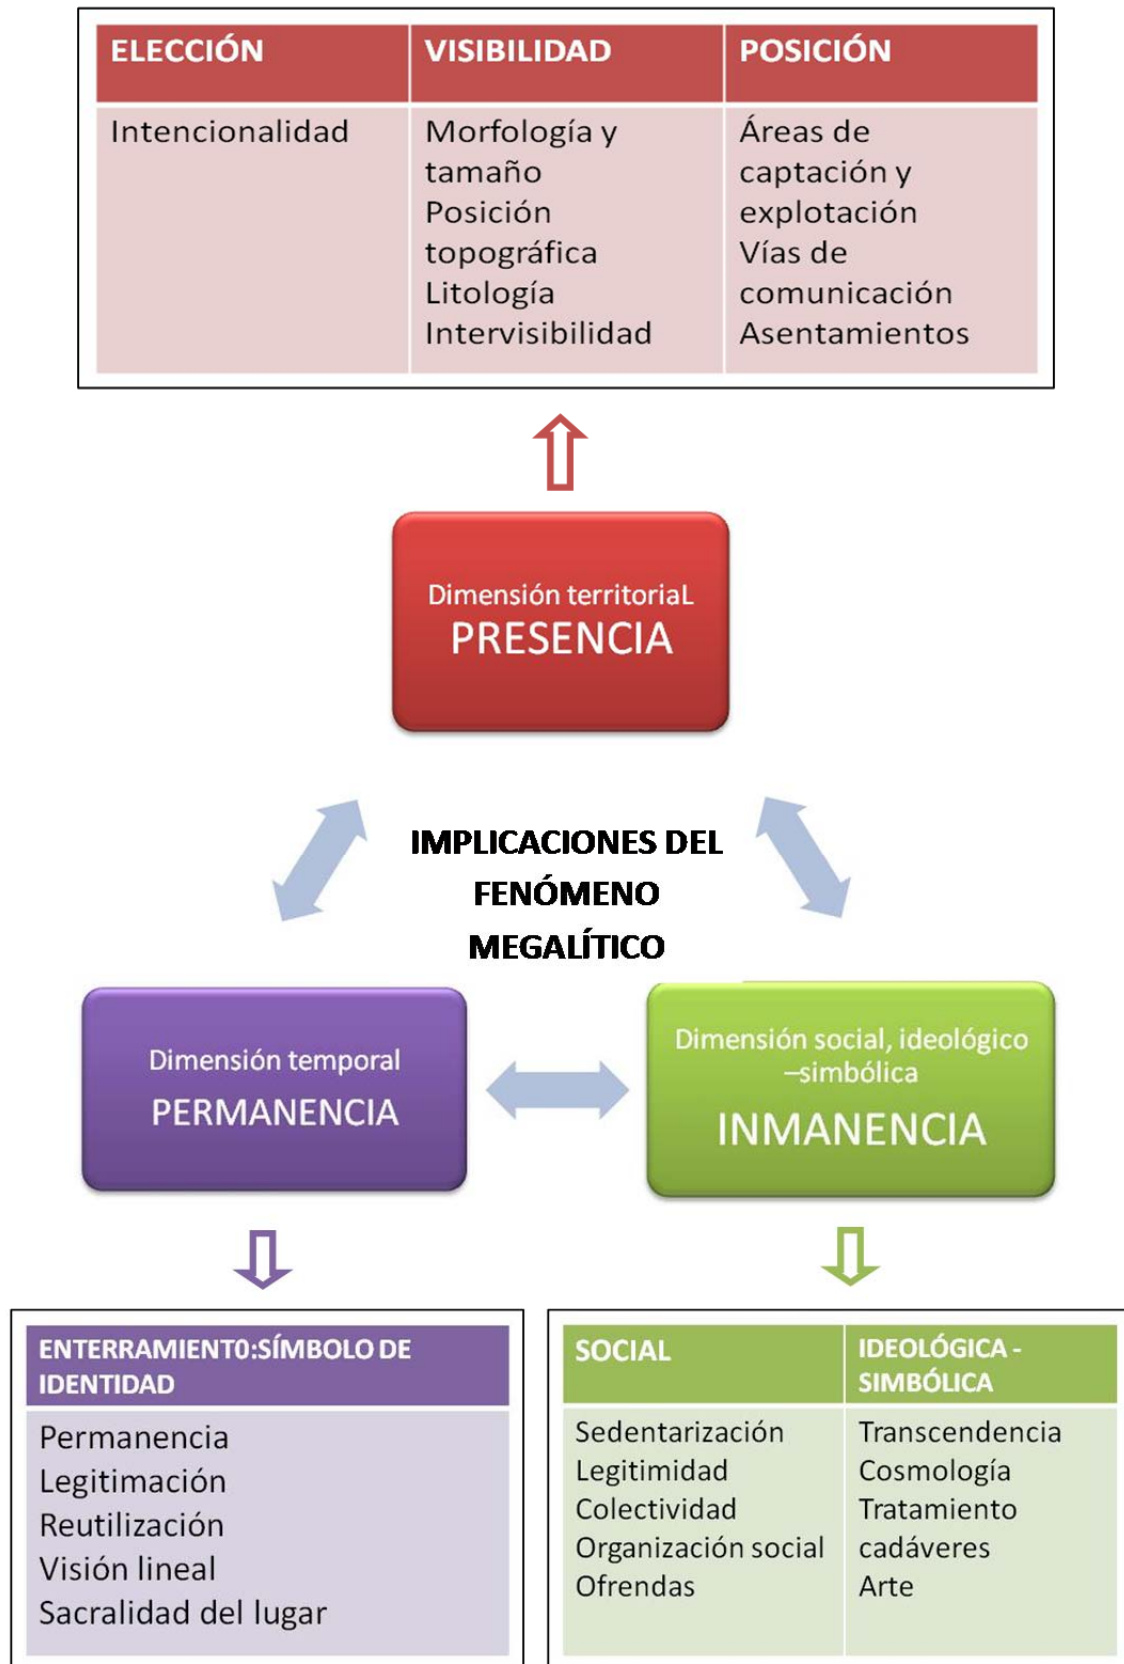 ELECCIÓN
VISIBILIDAD
POSICIÓN
Intencionalidad
Morfología y
tamaño
Posición
topográfica
Litología
Intervisibilidad
Áreas de
captación y
explotación
Vías de
comunicación
Asentamientos
Dimensión territoriaL
PRESENCIA
IMPLICACIONES DEL
FENÓMENO
MEGALÍTICO
Dimensión temporal
PERMANENCIA
Dimensión social, ideológico
–simbólica
INMANENCIA
ENTERRAMIENT0:SÍMBOLO DE
IDENTIDAD
Permanencia
Legitimación
Reutilización
Visión lineal
Sacralidad del lugar
SOCIAL
IDEOLÓGICA -
SIMBÓLICA
Sedentarización
Legitimidad
Colectividad
Organización social
Ofrendas
Transcendencia
Cosmología
Tratamiento
cadáveres
Arte